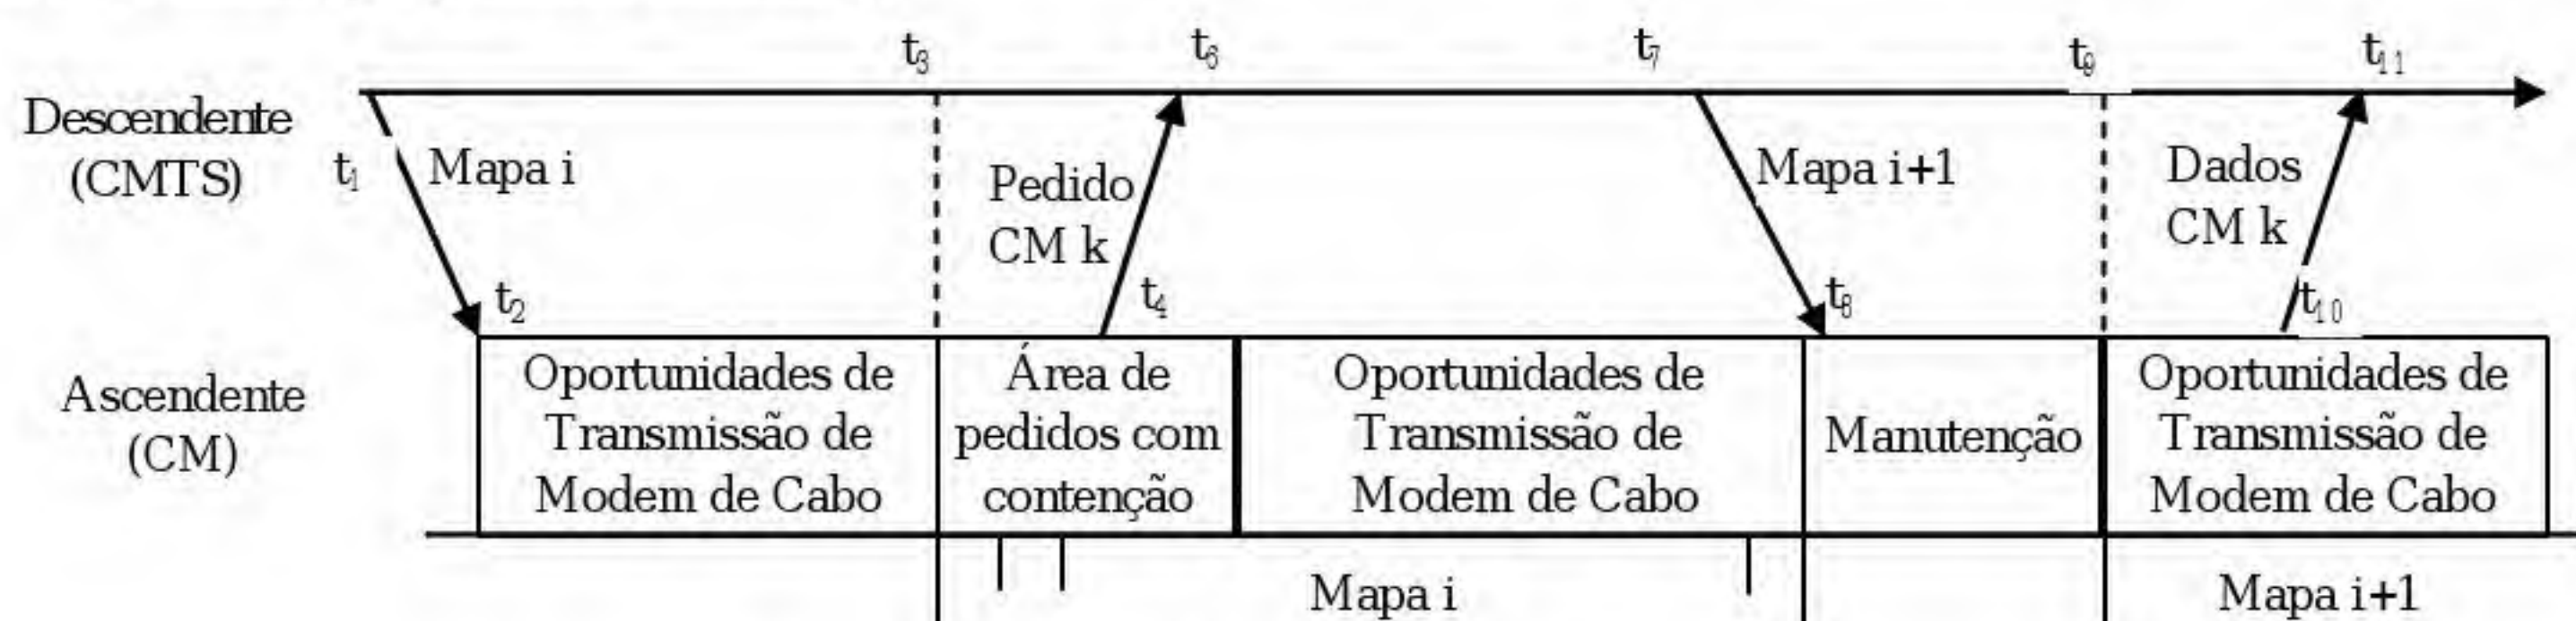 t3 t6 t7 t9 t11
Descendente
(CMTS)
t1
Mapa i
Pedido
CM k
Mapa i+1
Dados
CM k
t2
t4
t8
t10
Ascendente
(CM)
Oportunidades de
Transmissão de
Modem de Cabo
Área de
pedidos com
contenção
Oportunidades de
Transmissão de
Modem de Cabo
Manutenção
Oportunidades de
Transmissão de
Modem de Cabo
Mapa i
Mapa i+1